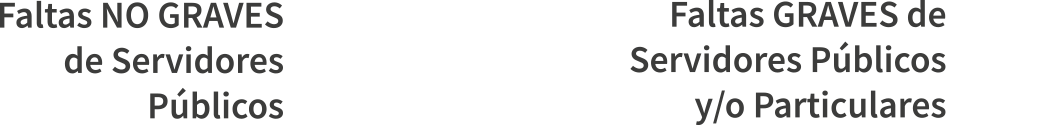 Faltas NO GRAVES
de Servidores
Públicos
Faltas GRAVES de
Servidores Públicos
y/o Particulares